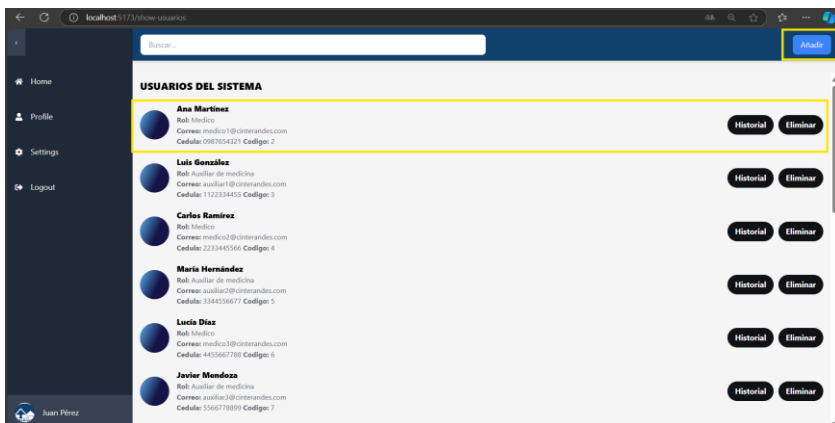 localhost:5173/show-usuarios
Buscar...
Añadir
Home
Profile
Settings
Logout
Juan Pérez
USUARIOS DEL SISTEMA
Ana Martínez
Rol: Medico
Correo: medico1@cinterandes.com
Cedula: 0987654321 Codigo: 2
Historial
Eliminar
Luis González
Rol: Auxiliar de medicina
Correo: auxiliar1@cinterandes.com
Cedula: 1122334455 Codigo: 3
Historial
Eliminar
Carlos Ramírez
Rol: Medico
Correo: medico2@cinterandes.com
Cedula: 2233445566 Codigo: 4
Historial
Eliminar
María Hernández
Rol: Auxiliar de medicina
Correo: auxiliar2@cinterandes.com
Cedula: 3344556677 Codigo: 5
Historial
Eliminar
Lucía Díaz
Rol: Medico
Correo: medico3@cinterandes.com
Cedula: 4455667788 Codigo: 6
Historial
Eliminar
Javier Mendoza
Rol: Auxiliar de medicina
Correo: auxiliar3@cinterandes.com
Cedula: 5566778899 Codigo: 7
Historial
Eliminar